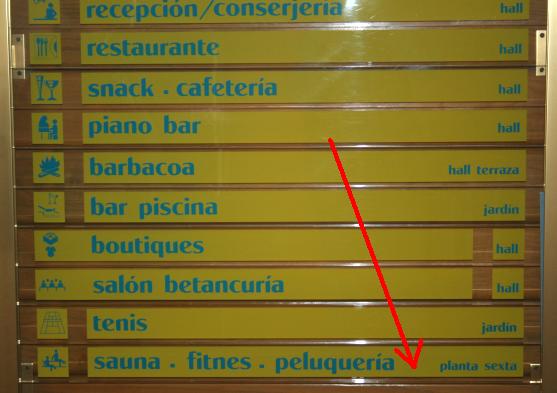 recepción/conserjería hall
restaurante hall
snack . cafetería hall
piano bar hall
barbacoa hall terraza
bar piscina jardín
boutiques hall
salón betancuría hall
tenis jardín
sauna . fitnes . peluquería planta sexta